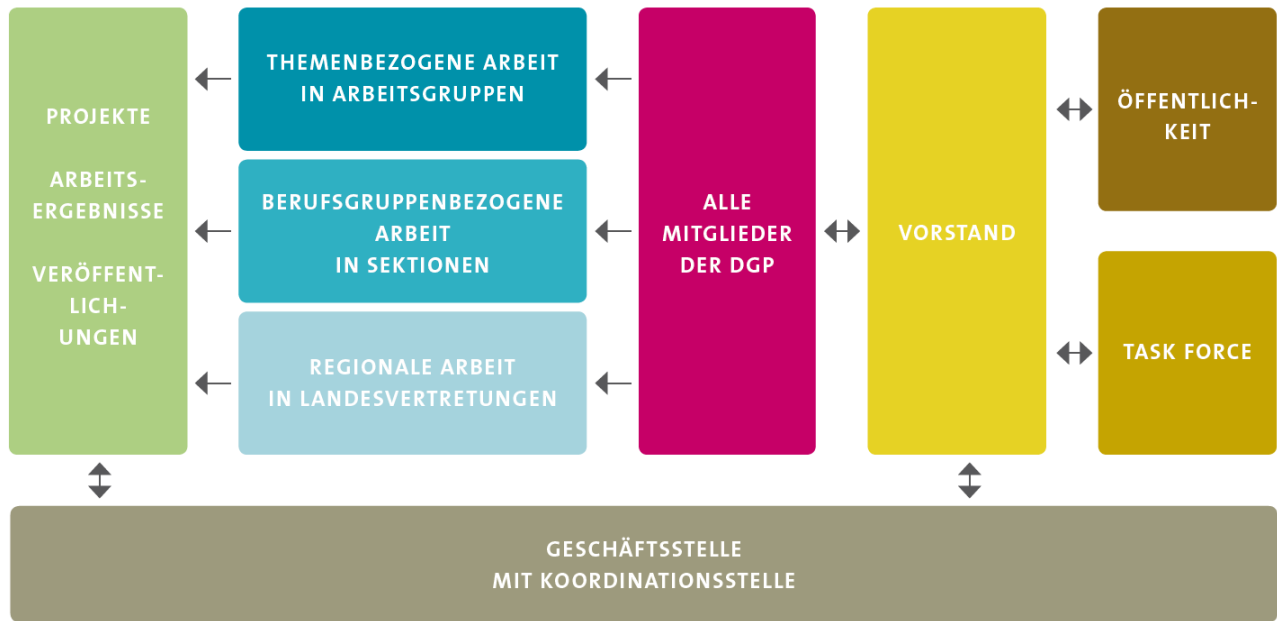 PROJEKTE
ARBEITS-
ERGEBNISSE
VERÖFFENT-
LICH-
UNGEN
THEMENBEZOGENE ARBEIT
IN ARBEITSGRUPPEN
BERUFSGRUPPENBEZOGENE
ARBEIT
IN SEKTIONEN
REGIONALE ARBEIT
IN LANDESVERTRETUNGEN
ALLE
MITGLIEDER
DER DGP
VORSTAND
ÖFFENTLICH-
KEIT
TASK FORCE
GESCHÄFTSSTELLE
MIT KOORDINATIONSSTELLE